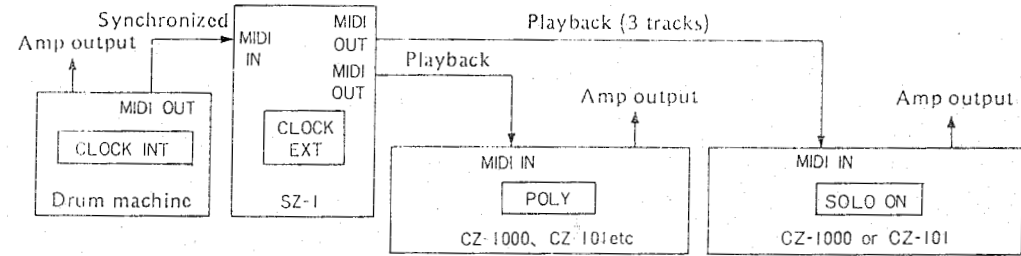 Synchronized
Amp output
MIDI OUT
CLOCK INT
Drum machine
MIDI
IN
MIDI
OUT
MIDI
OUT
CLOCK
EXT
SZ-1
Playback (3 tracks)
Playback
Amp output
MIDI IN
POLY
CZ-1000、CZ-101etc
Amp output
MIDI IN
SOLO ON
CZ-1000 or CZ-101